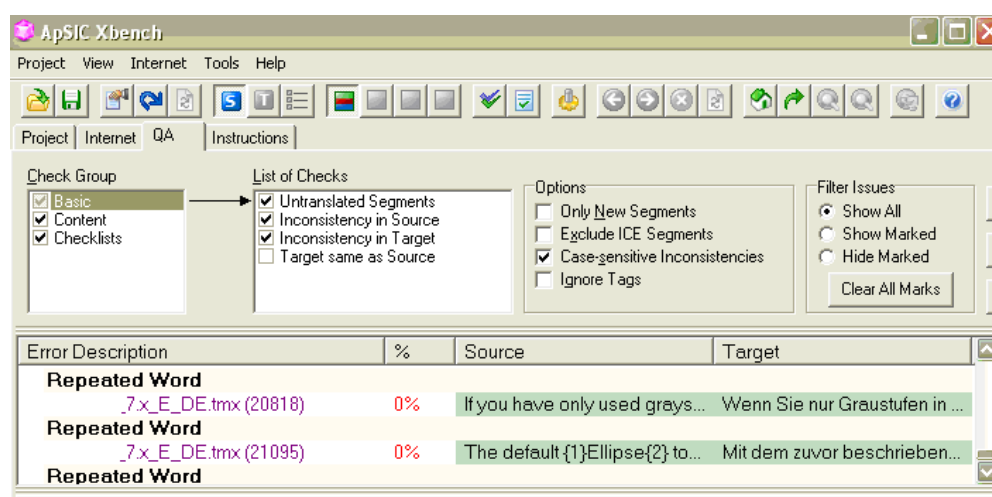 ApSIC Xbench
Project View Internet Tools Help
S T
Project Internet QA Instructions
Check Group
Basic
Content
Checklists
List of Checks
Untranslated Segments
Inconsistency in Source
Inconsistency in Target
Target same as Source
Options
Only New Segments
Exclude ICE Segments
Case-sensitive Inconsistencies
Ignore Tags
Filter Issues
Show All
Show Marked
Hide Marked
Clear All Marks
Error Description % Source Target
Repeated Word
_7.x_E_DE.tmx (20818) 0% If you have only used grays... Wenn Sie nur Graustufen in ...
Repeated Word
_7.x_E_DE.tmx (21095) 0% The default {1}Ellipse{2} to... Mit dem zuvor beschrieben...
Repeated Word